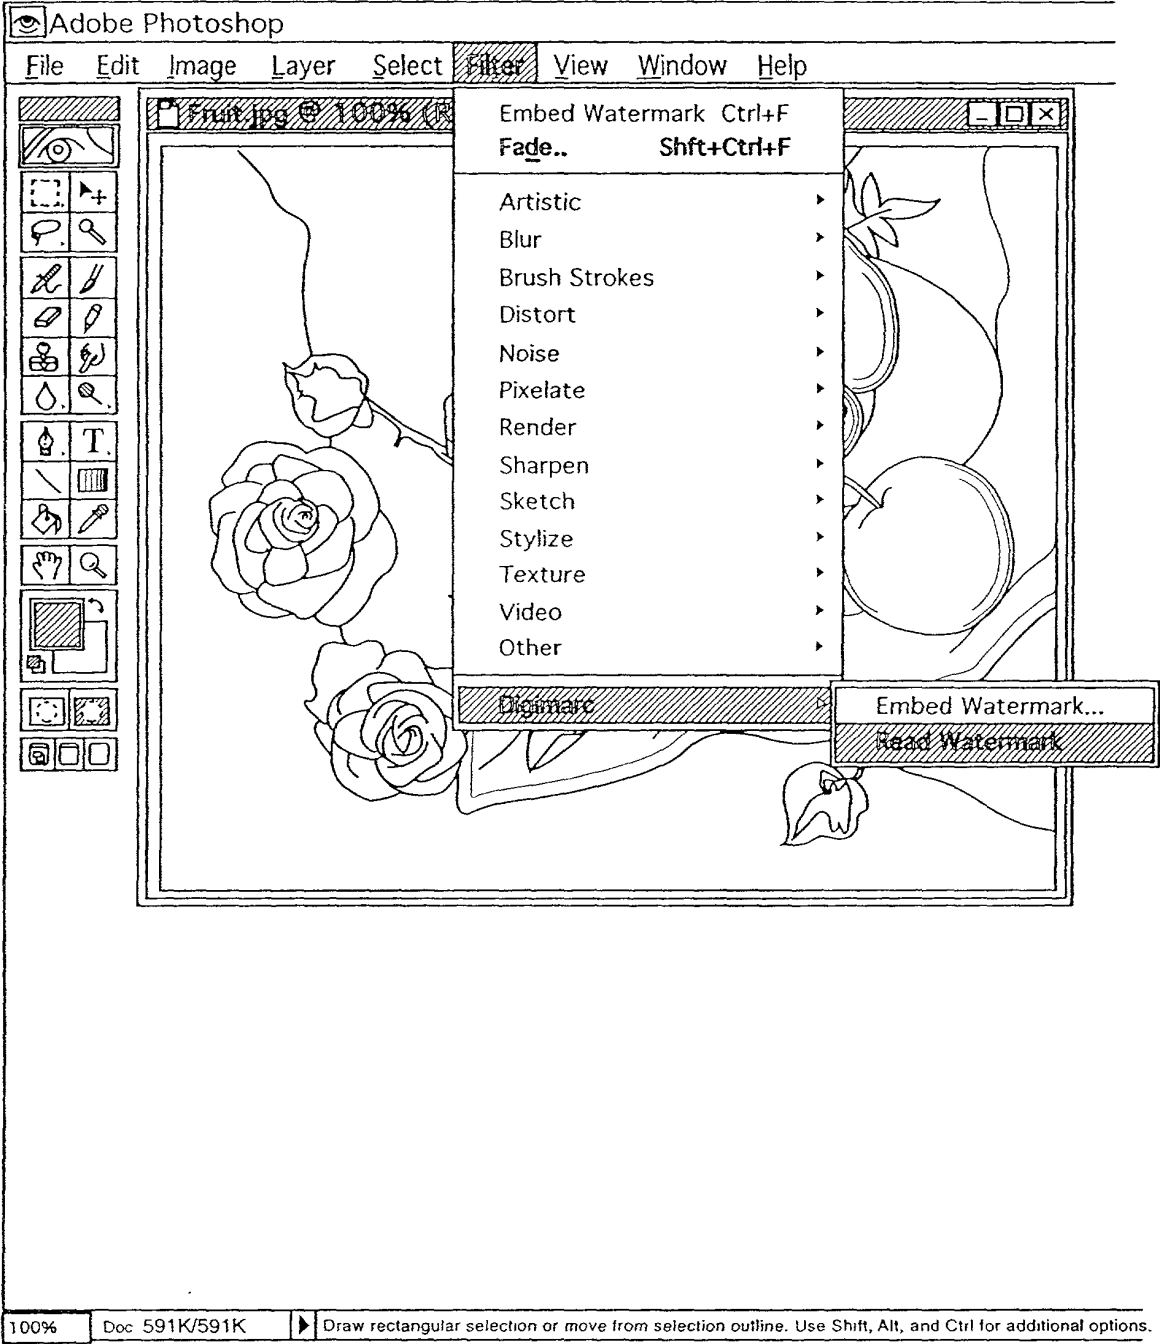 Adobe Photoshop
File Edit Image Layer Select Filter View Window Help
Fruit.jpg @ 100% (R
Embed Watermark Ctrl+F
Fade.. Shft+Ctrl+F
Artistic
Blur
Brush Strokes
Distort
Noise
Pixelate
Render
Sharpen
Sketch
Stylize
Texture
Video
Other
Digimarc
Embed Watermark...
Read Watermark
T
100% Doc 591K/591K Draw rectangular selection or move from selection outline. Use Shift, Alt, and Ctrl for additional options.